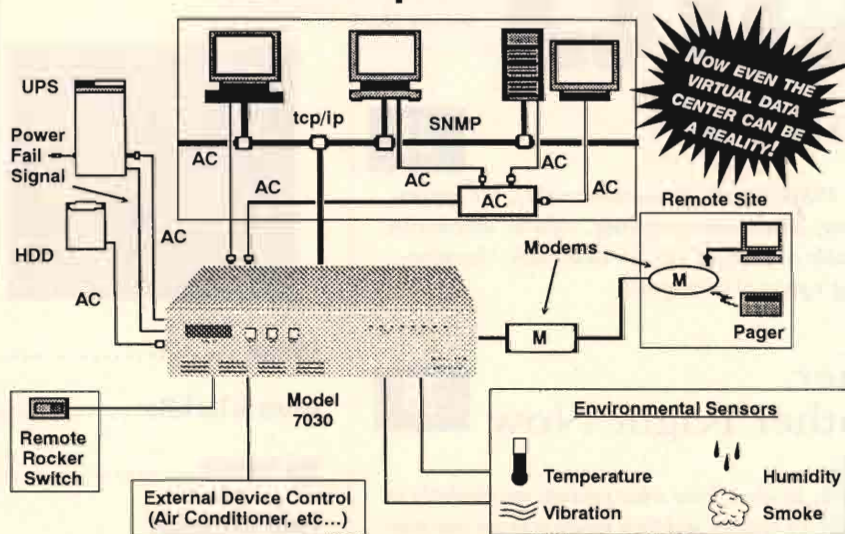 NOW EVEN THE
VIRTUAL DATA
CENTER CAN BE
A REALITY!
UPS
tcp/ip
SNMP
Power
Fail
Signal
AC
AC
AC
AC
AC
AC
Remote Site
AC
HDD
Modems
M
AC
M
Pager
Model
7030
Remote
Rocker
Switch
Environmental Sensors
Temperature
Humidity
Vibration
Smoke
External Device Control
(Air Conditioner, etc...)